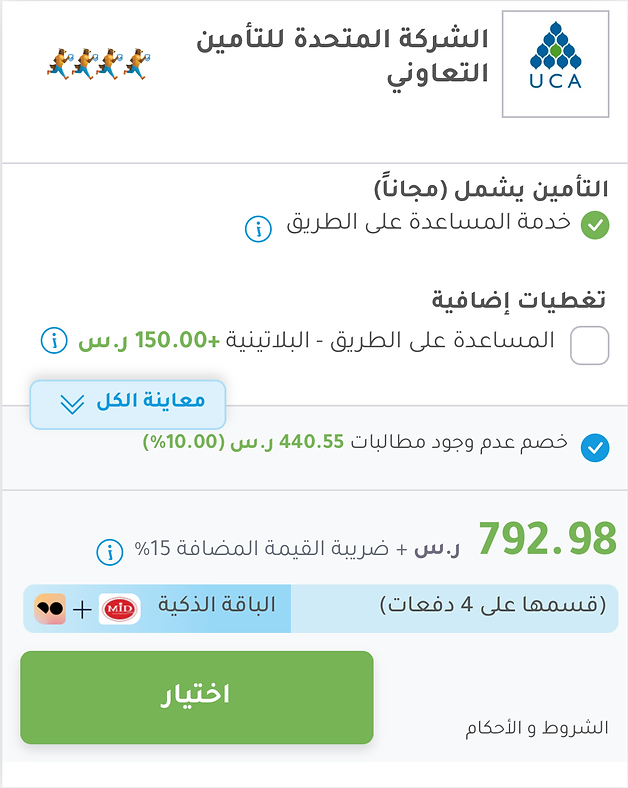 الشركة المتحدة للتأمين
التعاوني
UCA
التأمين يشمل (مجاناً)
خدمة المساعدة على الطريق
تغطيات إضافية
المساعدة على الطريق - البلاتينية +150.00 ر.س
معاينة الكل
خصم عدم وجود مطالبات 440.55 ر.س (10.00%)
792.98 ر.س + ضريبة القيمة المضافة 15%
(قسمها على 4 دفعات) الباقة الذكية MiD +
اختيار
الشروط و الأحكام